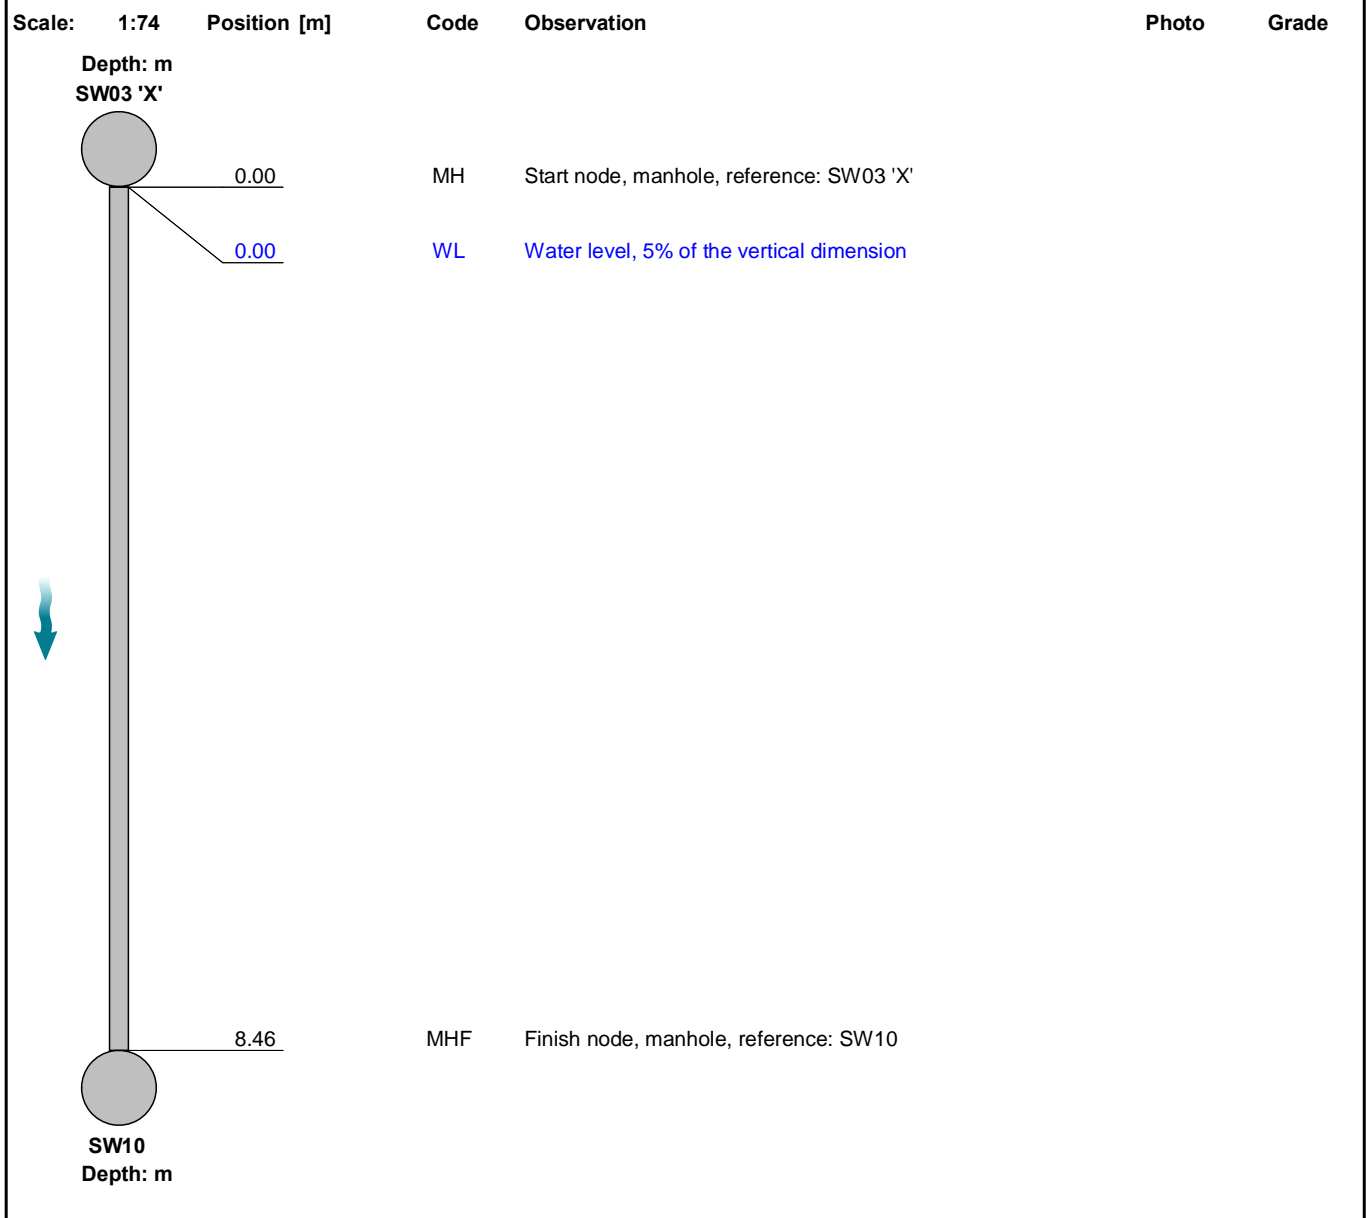 Scale: 1:74 Position [m] Code Observation Photo Grade
Depth: m
SW03 'X'
0.00 MH Start node, manhole, reference: SW03 'X'
0.00 WL Water level, 5% of the vertical dimension
8.46 MHF Finish node, manhole, reference: SW10
SW10
Depth: m